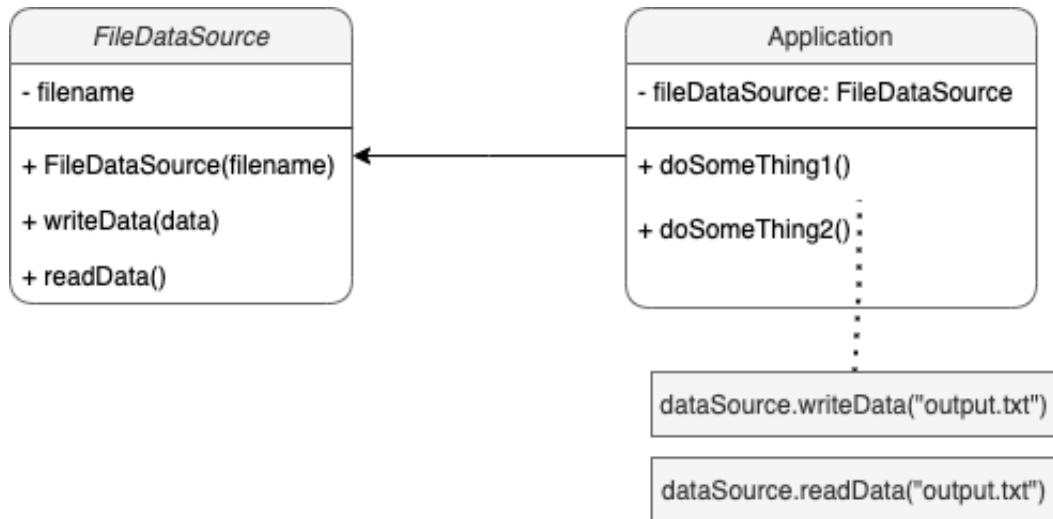 FileDataSource
- filename
+ FileDataSource(filename)
+ writeData(data)
+ readData()
Application
- fileDataSource: FileDataSource
+ doSomeThing1()
+ doSomeThing2()
dataSource.writeData("output.txt")
dataSource.readData("output.txt")